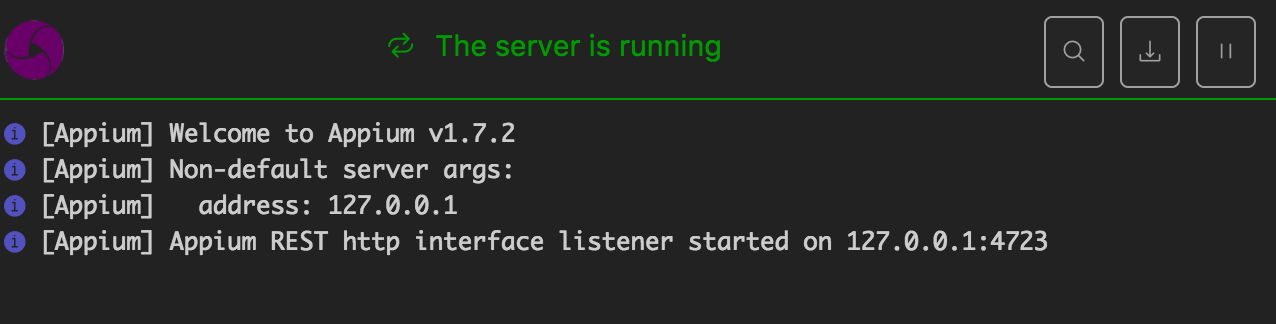 The server is running
[Appium] Welcome to Appium v1.7.2
[Appium] Non-default server args:
[Appium]   address: 127.0.0.1
[Appium] Appium REST http interface listener started on 127.0.0.1:4723